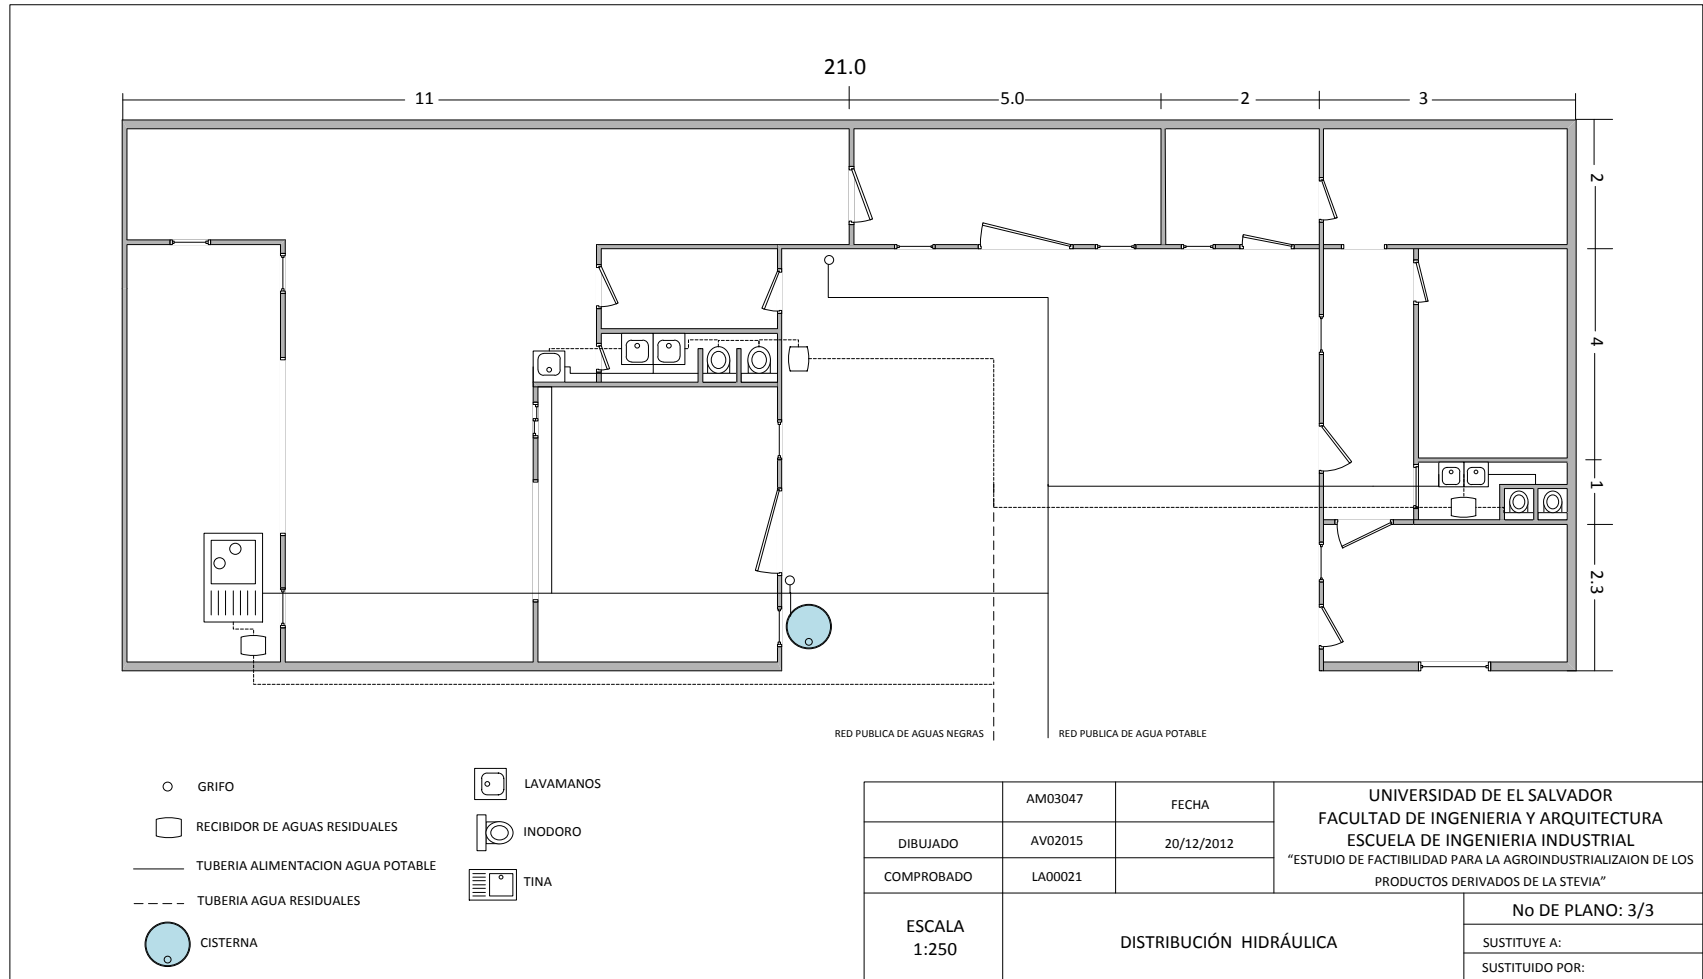 21.0
11
5.0
2
3
2
4
1
2.3
RED PUBLICA DE AGUAS NEGRAS
RED PUBLICA DE AGUA POTABLE
GRIFO
RECIBIDOR DE AGUAS RESIDUALES
TUBERIA ALIMENTACION AGUA POTABLE
TUBERIA AGUA RESIDUALES
CISTERNA
LAVAMANOS
INODORO
TINA
AM03047
FECHA
DIBUJADO
AV02015
20/12/2012
COMPROBADO
LA00021
UNIVERSIDAD DE EL SALVADOR
FACULTAD DE INGENIERIA Y ARQUITECTURA
ESCUELA DE INGENIERIA INDUSTRIAL
“ESTUDIO DE FACTIBILIDAD PARA LA AGROINDUSTRIALIZAION DE LOS
PRODUCTOS DERIVADOS DE LA STEVIA”
ESCALA
1:250
DISTRIBUCIÓN HIDRÁULICA
No DE PLANO: 3/3
SUSTITUYE A:
SUSTITUIDO POR: